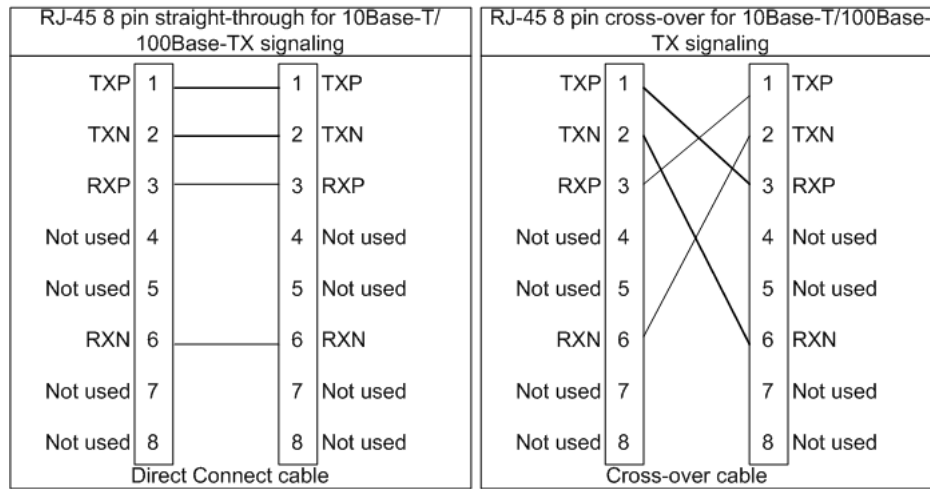 RJ-45 8 pin straight-through for 10Base-T/
100Base-TX signaling
TXP 1 1 TXP
TXN 2 2 TXN
RXP 3 3 RXP
Not used 4 4 Not used
Not used 5 5 Not used
RXN 6 6 RXN
Not used 7 7 Not used
Not used 8 8 Not used
Direct Connect cable
RJ-45 8 pin cross-over for 10Base-T/100Base-
TX signaling
TXP 1 1 TXP
TXN 2 2 TXN
RXP 3 3 RXP
Not used 4 4 Not used
Not used 5 5 Not used
RXN 6 6 RXN
Not used 7 7 Not used
Not used 8 8 Not used
Cross-over cable